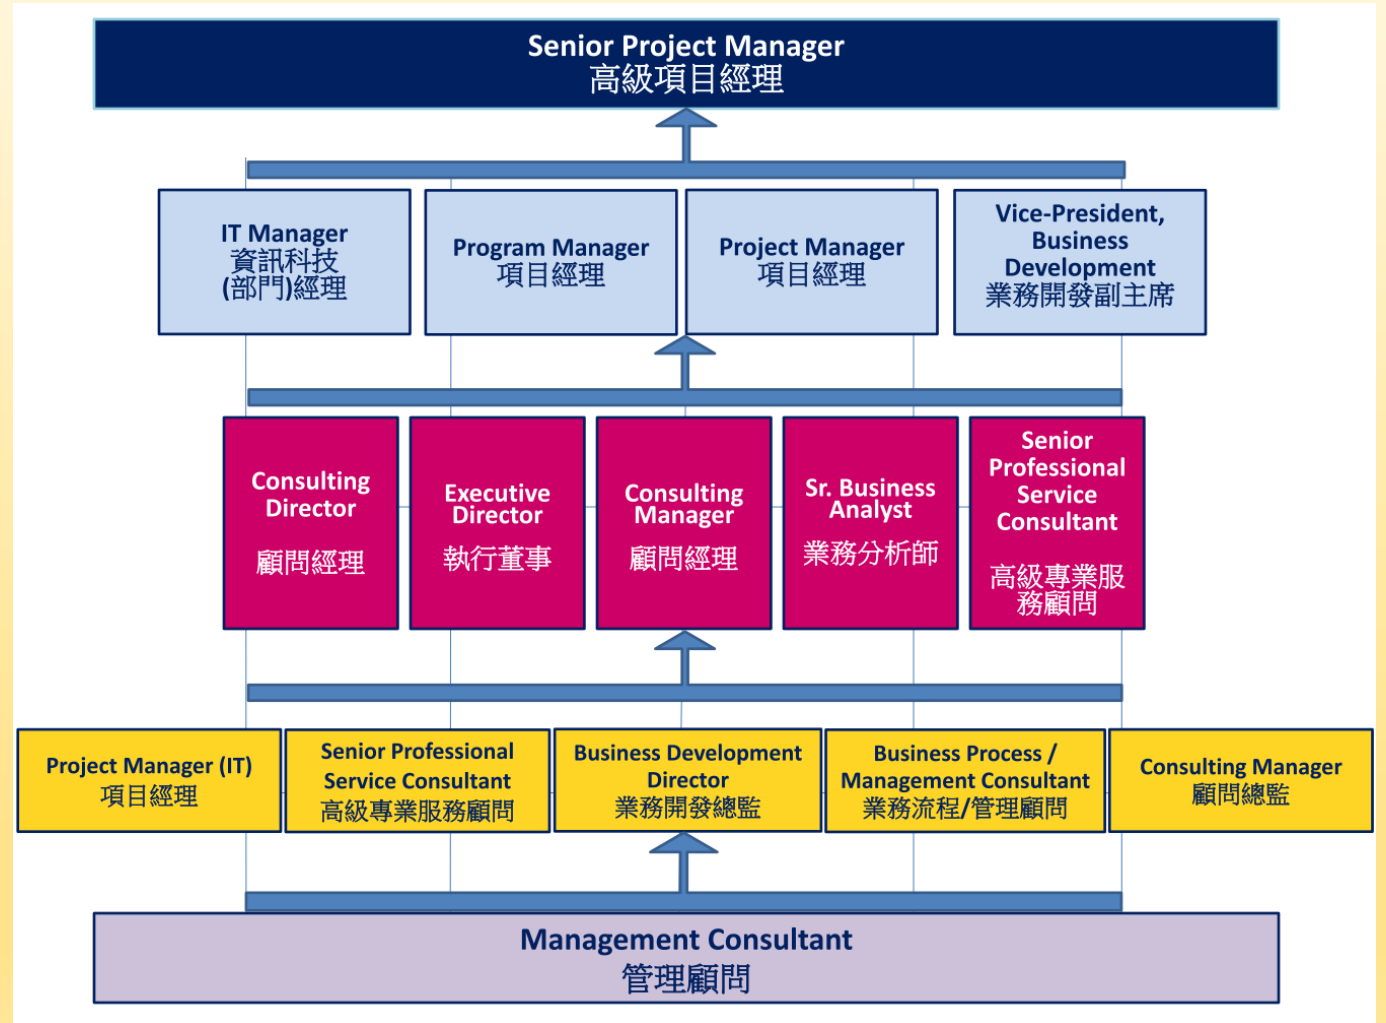 Senior Project Manager
高級項目經理
IT Manager
資訊科技
(部門)經理
Program Manager
項目經理
Project Manager
項目經理
Vice-President,
Business
Development
業務開發副主席
Consulting
Director
顧問經理
Executive
Director
執行董事
Consulting
Manager
顧問經理
Sr. Business
Analyst
業務分析師
Senior
Professional
Service
Consultant
高級專業服
務顧問
Project Manager (IT)
項目經理
Senior Professional
Service Consultant
高級專業服務顧問
Business Development
Director
業務開發總監
Business Process /
Management Consultant
業務流程/管理顧問
Consulting Manager
顧問總監
Management Consultant
管理顧問